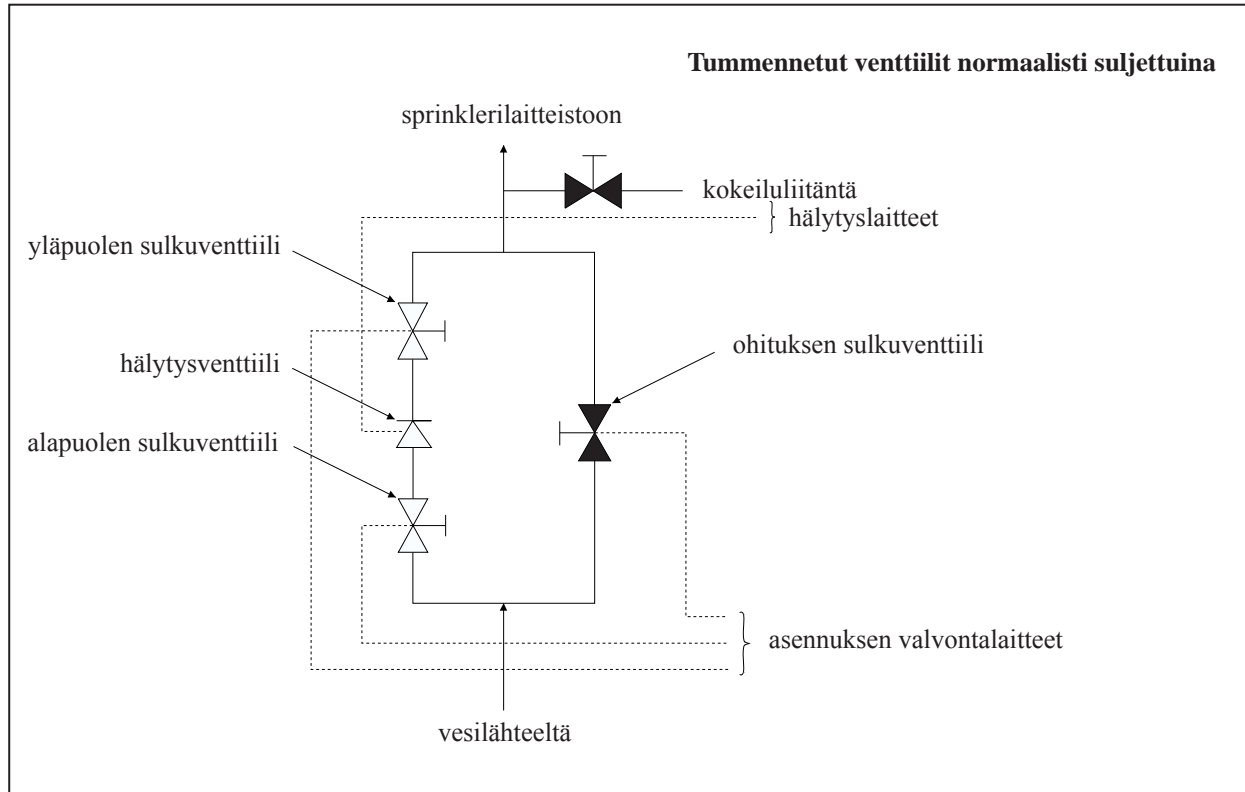 Tummennetut venttiilit normaalisti suljettuina
sprinklerilaitteistoon
kokeiluliitäntä
hälytyslaitteet
yläpuolen sulkuventtiili
ohituksen sulkuventtiili
hälytysventtiili
alapuolen sulkuventtiili
asennuksen valvontalaitteet
vesilähteeltä